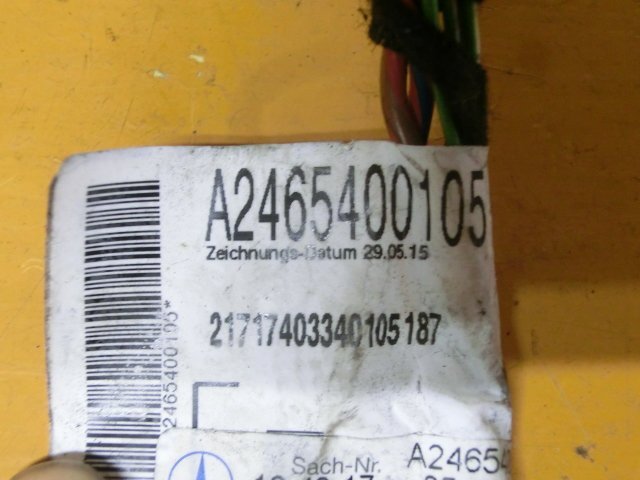 A2465400105
Zeichnungs-Datum 29.05.15
21717403340105187
2465400105*
Sach-Nr. A24654